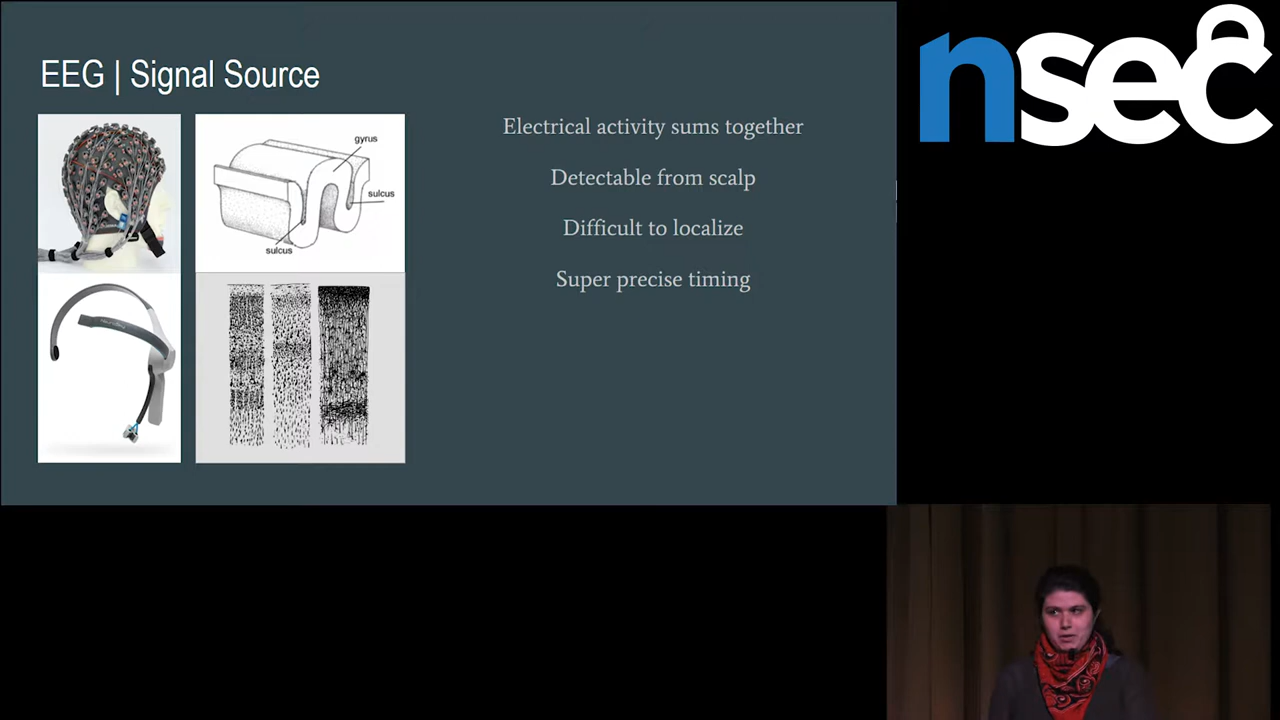 EEG | Signal Source
nsec
gyrus
sulcus
sulcus
Electrical activity sums together
Detectable from scalp
Difficult to localize
Super precise timing